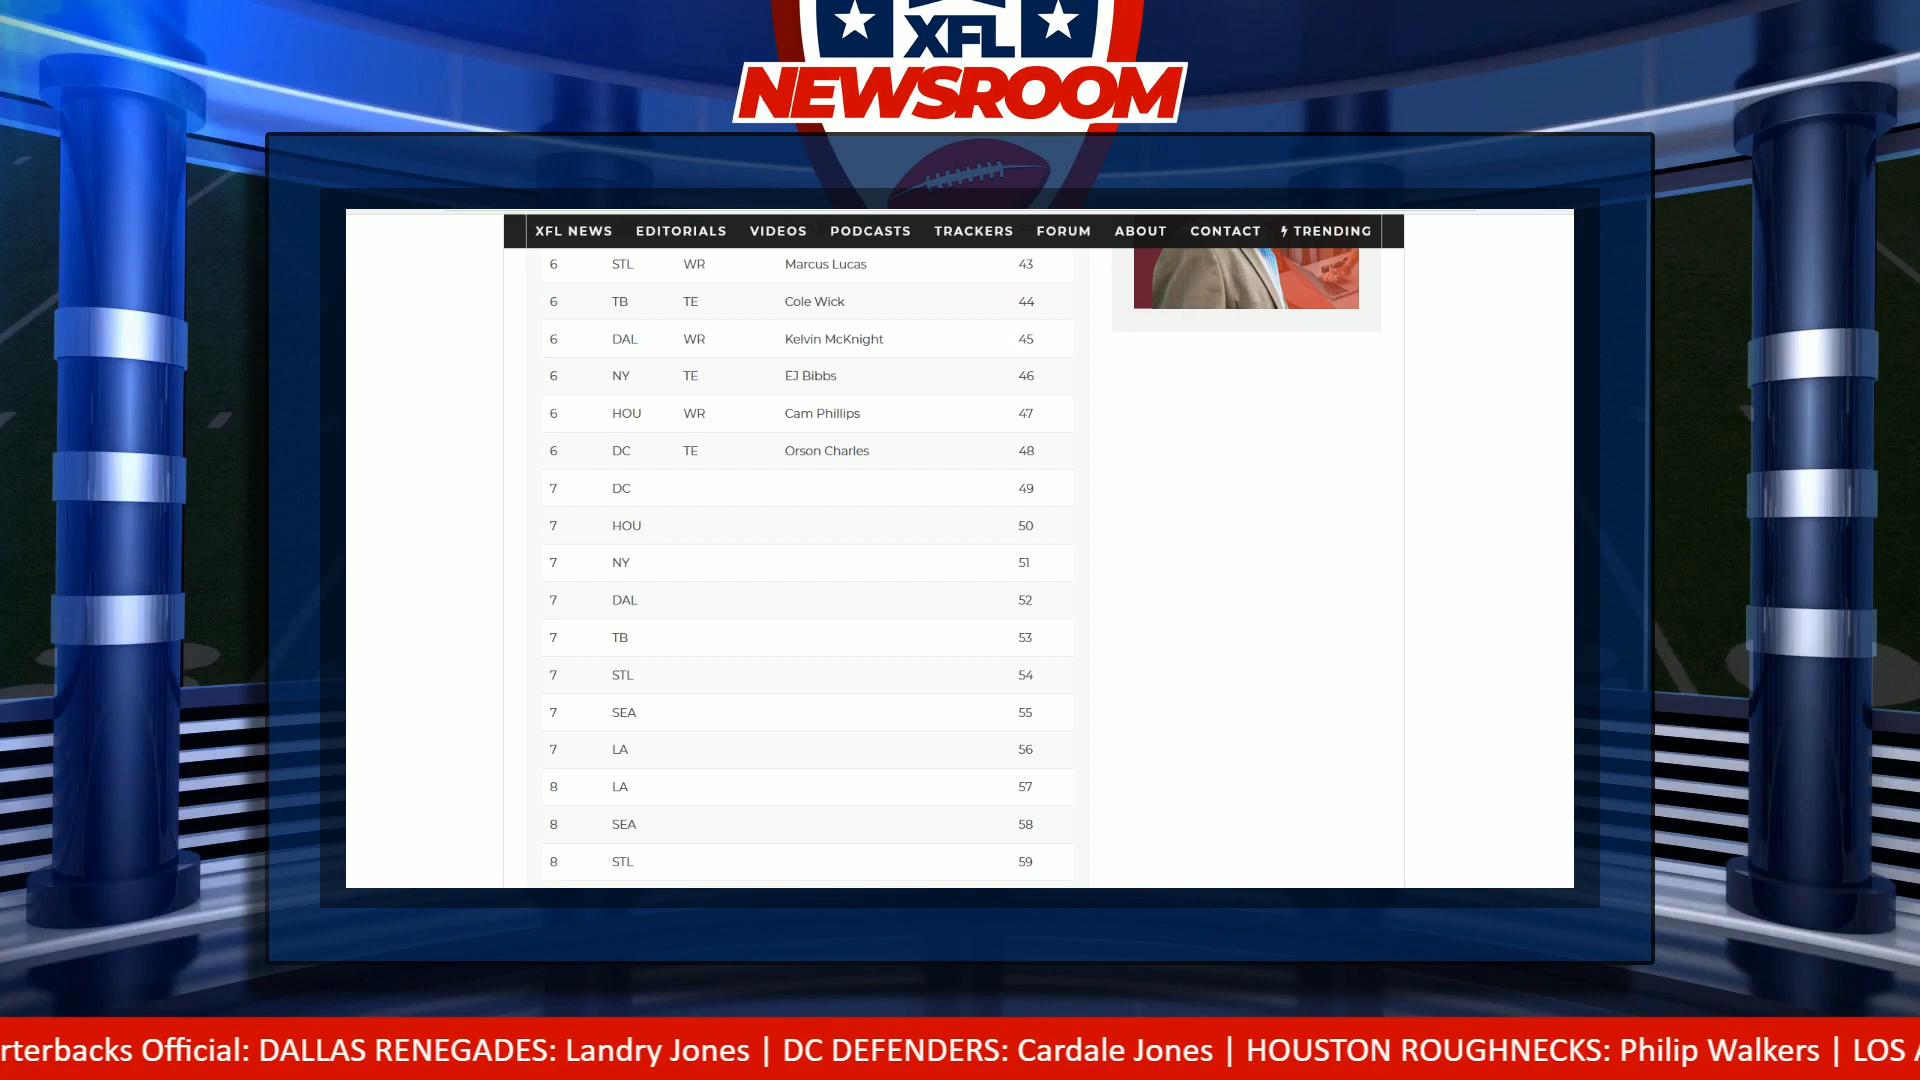 XFL
NEWSROOM
XFL NEWS EDITORIALS VIDEOS PODCASTS TRACKERS FORUM ABOUT CONTACT TRENDING
6 STL WR Marcus Lucas 43
6 TB TE Cole Wick 44
6 DAL WR Kelvin McKnight 45
6 NY TE EJ Bibbs 46
6 HOU WR Cam Phillips 47
6 DC TE Orson Charles 48
7 DC 49
7 HOU 50
7 NY 51
7 DAL 52
7 TB 53
7 STL 54
7 SEA 55
7 LA 56
8 LA 57
8 SEA 58
8 STL 59
rterbacks Official: DALLAS RENEGADES: Landry Jones | DC DEFENDERS: Cardale Jones | HOUSTON ROUGHNECKS: Philip Walkers | LOS A